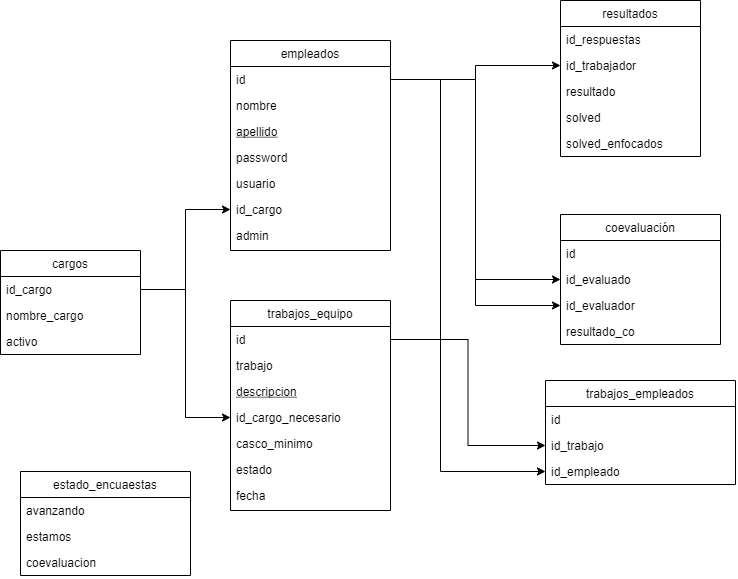 cargos
id_cargo
nombre_cargo
activo
empleados
id
nombre
apellido
password
usuario
id_cargo
admin
trabajos_equipo
id
trabajo
descripcion
id_cargo_necesario
casco_minimo
estado
fecha
estado_encuaestas
avanzando
estamos
coevaluacion
resultados
id_respuestas
id_trabajador
resultado
solved
solved_enfocados
coevaluación
id
id_evaluado
id_evaluador
resultado_co
trabajos_empleados
id
id_trabajo
id_empleado